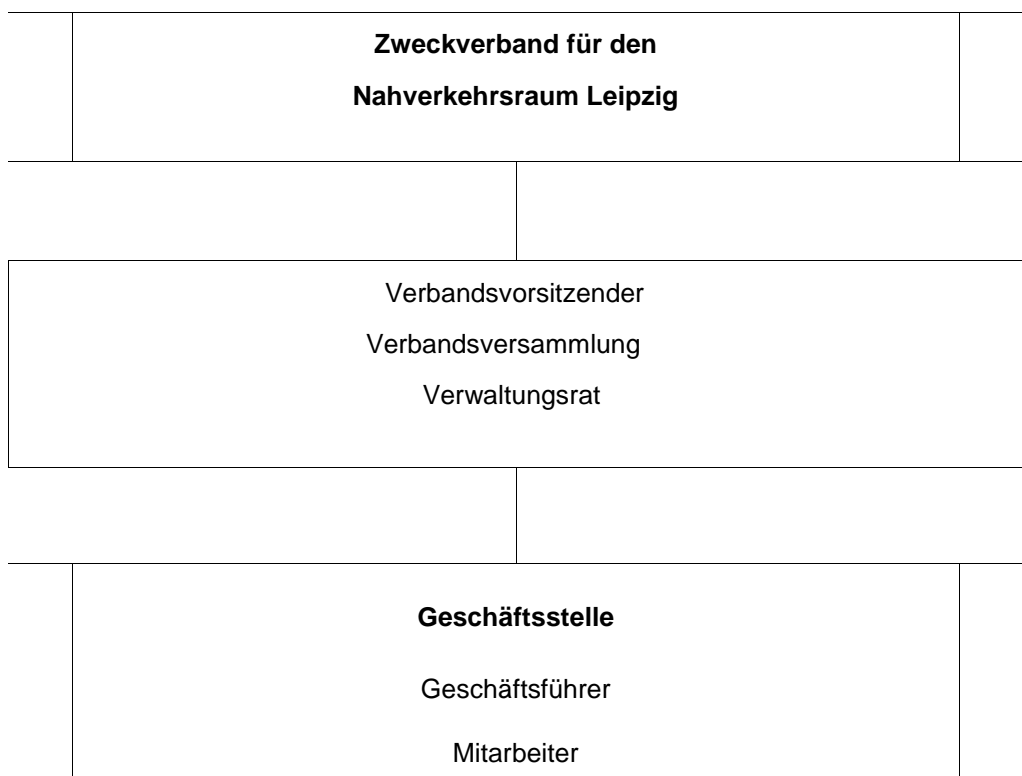 Zweckverband für den
Nahverkehrsraum Leipzig
Verbandsvorsitzender
Verbandsversammlung
Verwaltungsrat
Geschäftsstelle
Geschäftsführer
Mitarbeiter